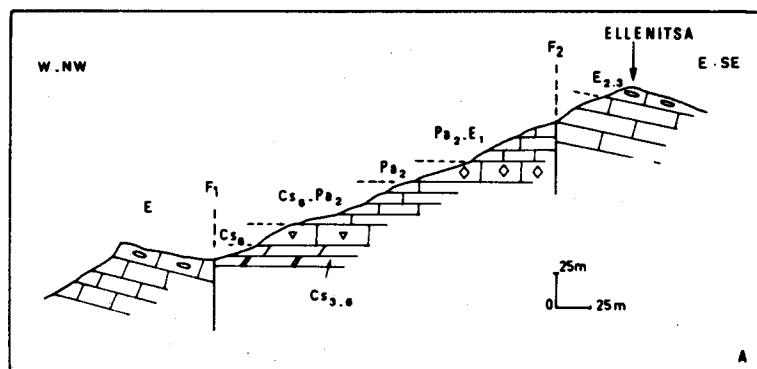 ELLENITSA
W.NW
F2
E-SE
E2.3
Pa2-E1
Pa2
F1
Cs6-Pa2
E
Cs6
Cs3.6
25m
0
25m
A